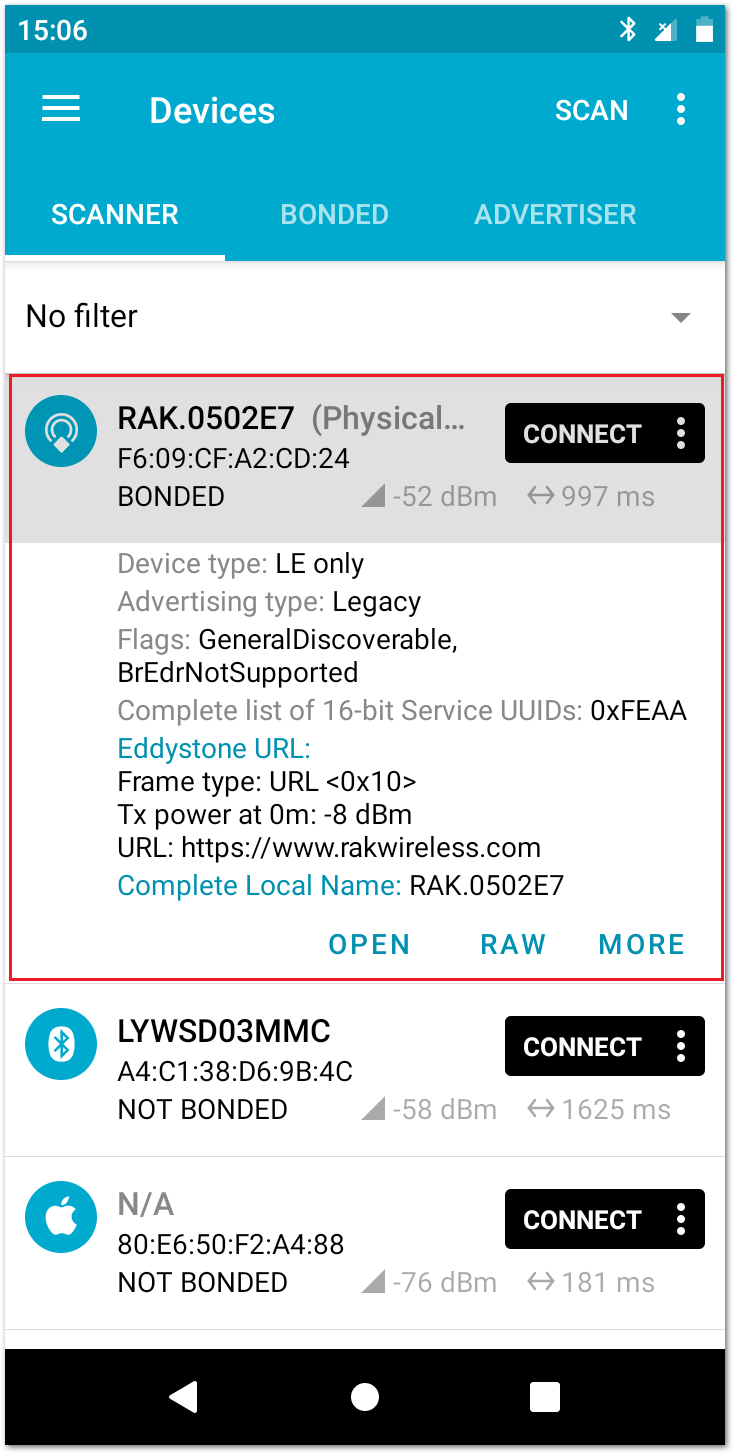 15:06
Devices SCAN
SCANNER BONDED ADVERTISER
No filter
RAK.0502E7 (Physical... CONNECT
F6:09:CF:A2:CD:24
BONDED -52 dBm 997 ms
Device type: LE only
Advertising type: Legacy
Flags: GeneralDiscoverable,
BrEdrNotSupported
Complete list of 16-bit Service UUIDs: 0xFEAA
Eddystone URL:
Frame type: URL <0x10>
Tx power at 0m: -8 dBm
URL: https://www.rakwireless.com
Complete Local Name: RAK.0502E7
OPEN RAW MORE
LYWSD03MMC CONNECT
A4:C1:38:D6:9B:4C
NOT BONDED -58 dBm 1625 ms
N/A CONNECT
80:E6:50:F2:A4:88
NOT BONDED -76 dBm 181 ms